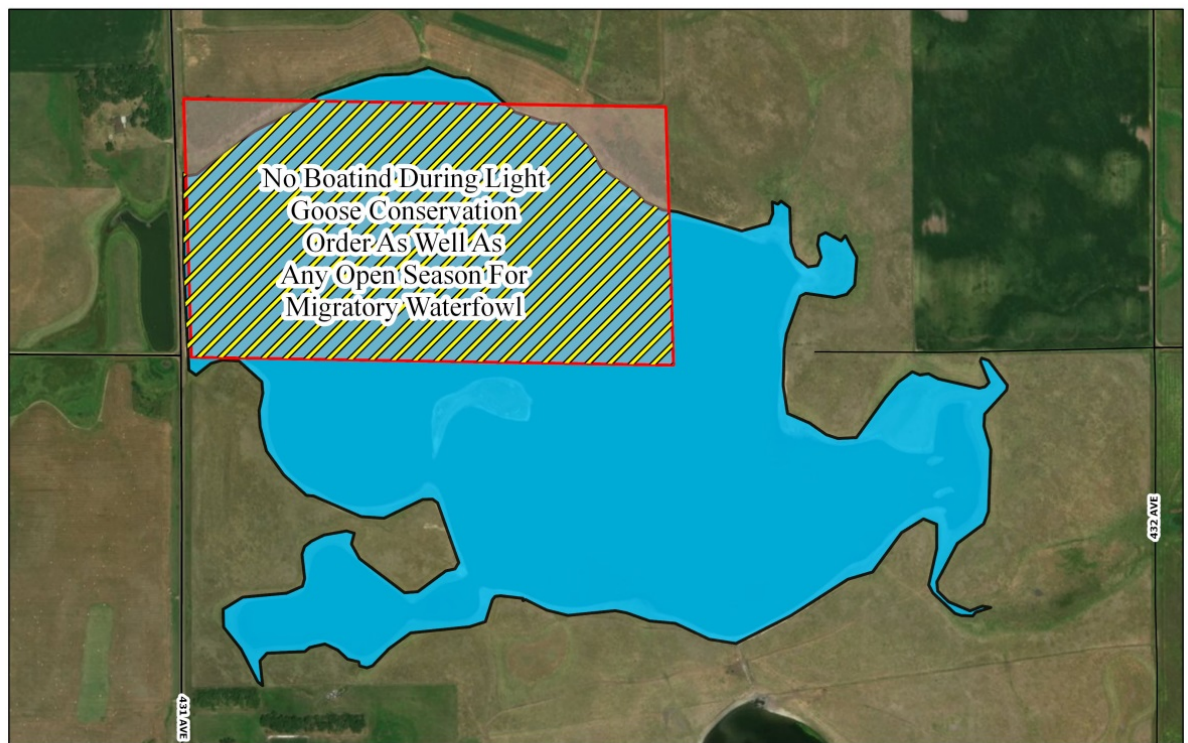 No Boatind During Light
Goose Conservation
Order As Well As
Any Open Season For
Migratory Waterfowl
432 AVE
431 AVE